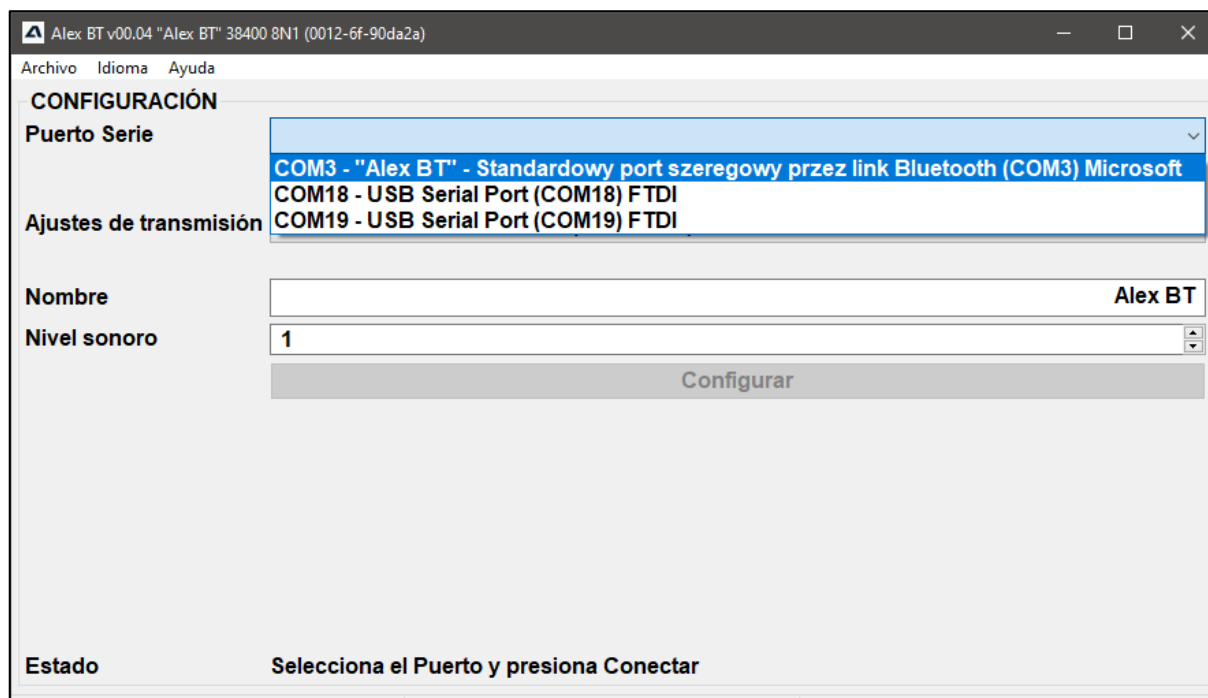 Alex BT v00.04 "Alex BT" 38400 8N1 (0012-6f-90da2a)
Archivo Idioma Ayuda
CONFIGURACIÓN
Puerto Serie
COM3 - "Alex BT" - Standardowy port szeregowy przez link Bluetooth (COM3) Microsoft
COM18 - USB Serial Port (COM18) FTDI
Ajustes de transmisión COM19 - USB Serial Port (COM19) FTDI
Nombre Alex BT
Nivel sonoro 1
Configurar
Estado Selecciona el Puerto y presiona Conectar